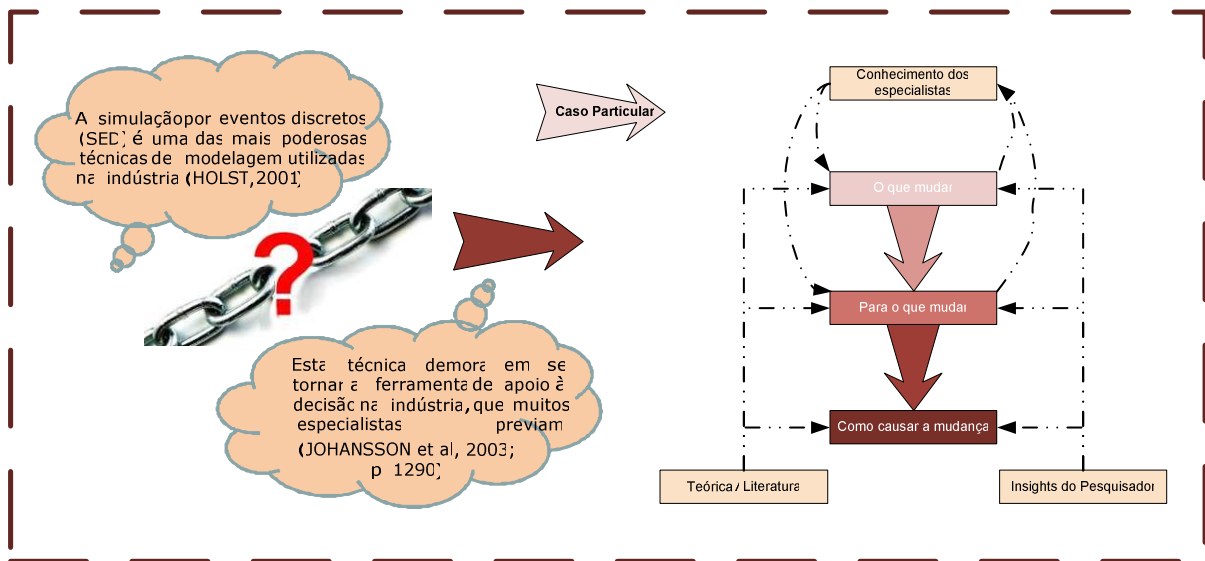 A simulaçãopor eventos discretos
(SED) é uma das mais poderosas
técnicas de modelagem utilizadas
na indústria (HOLST,2001)
?
Esta técnica demora em se
tornar a ferramenta de apoio à
decisão na indústria, que muitos
especialistas previam
(JOHANSSON et al, 2003;
p 1290)
Caso Particular
Conhecimento dos
especialistas
O que mudar
Para o que mudar
Como causar a mudança
Teórica / Literatura
Insights do Pesquisador